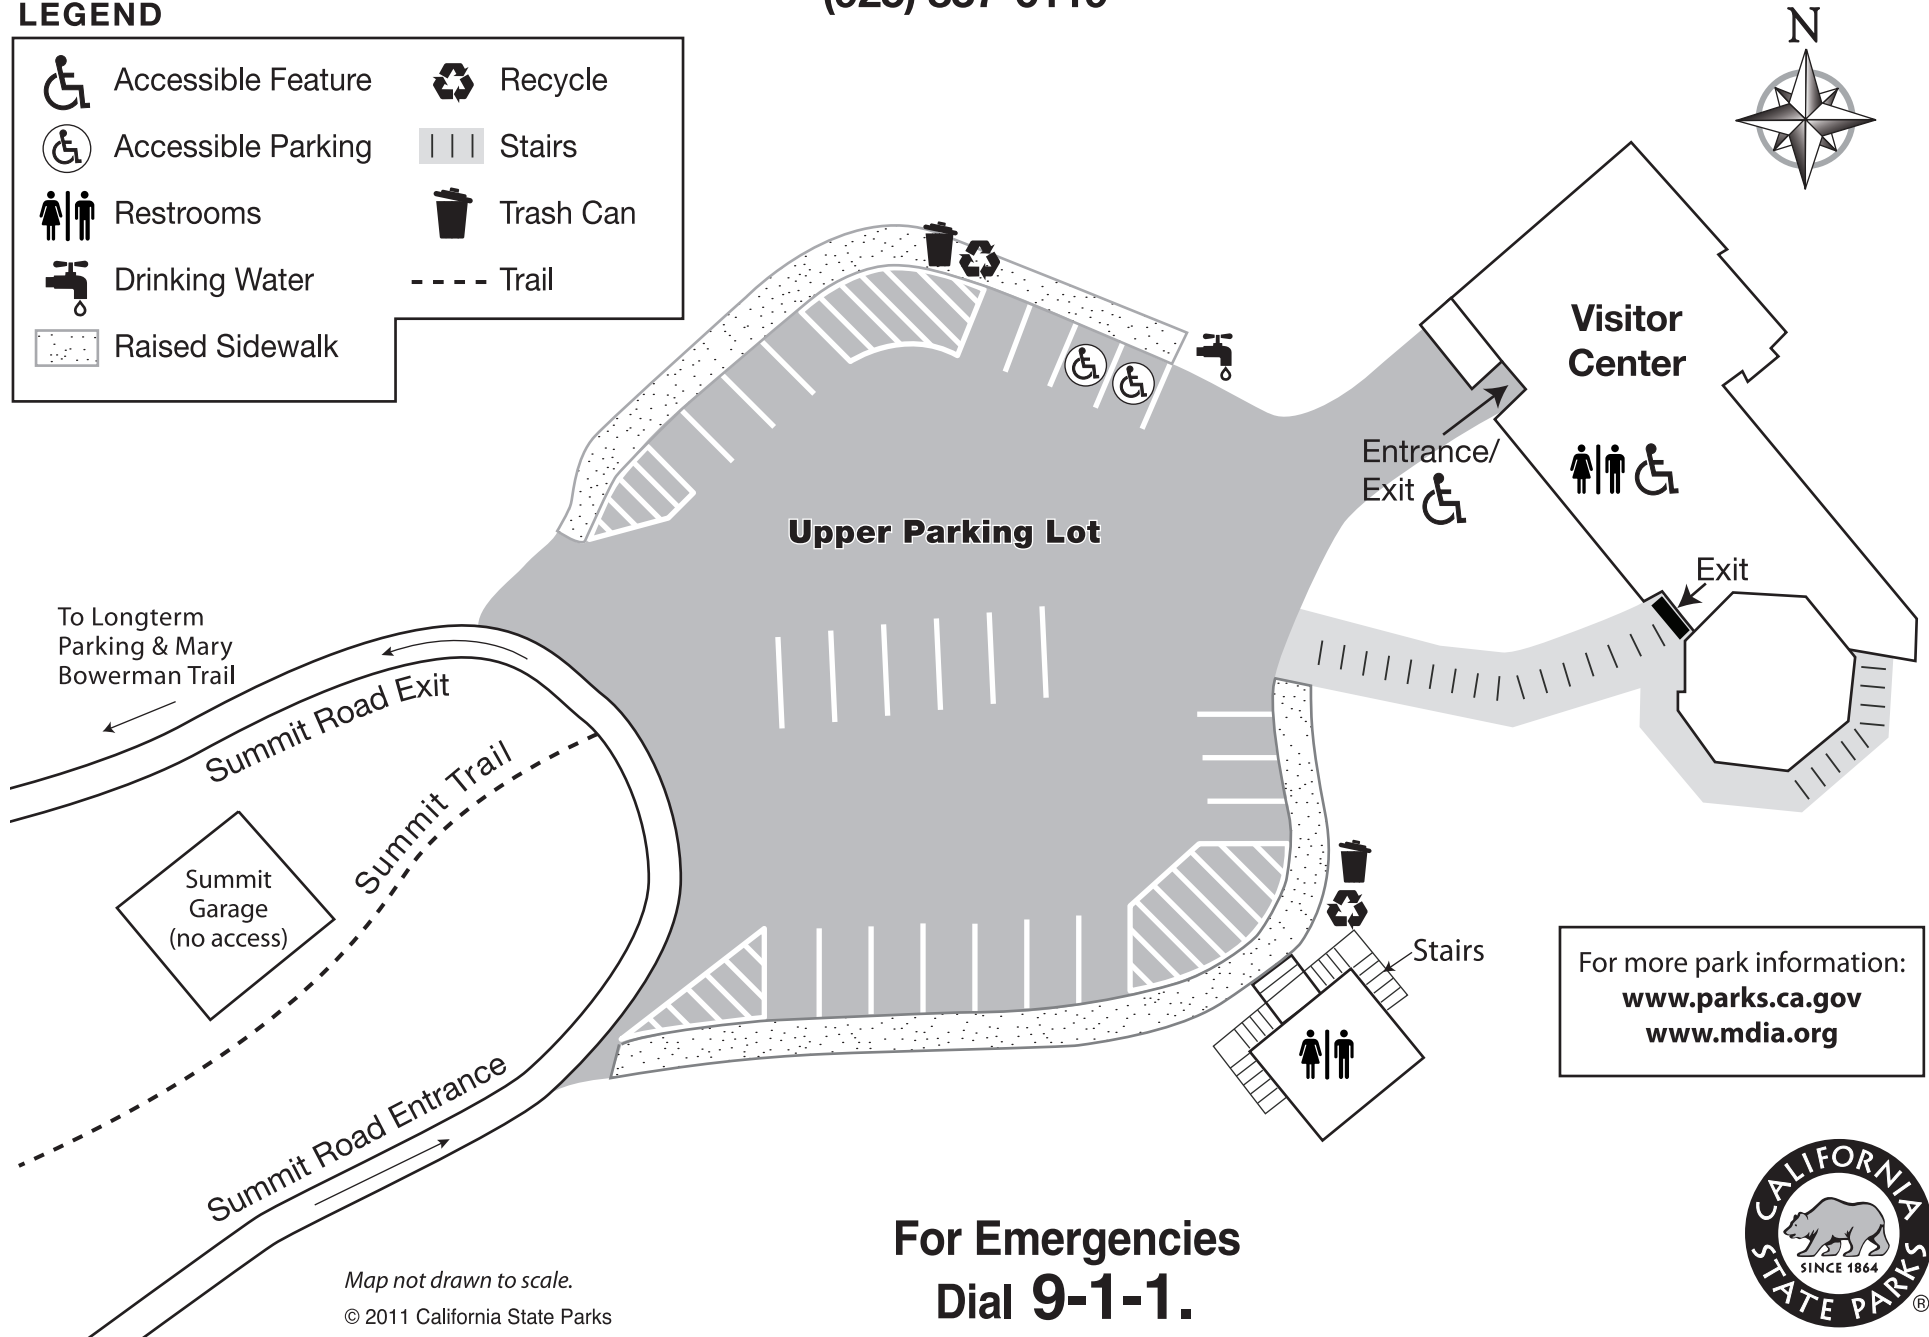 LEGEND
Accessible Feature
Accessible Parking
Restrooms
Drinking Water
Raised Sidewalk
Recycle
Stairs
Trash Can
Trail
N
Visitor
Center
Entrance/
Exit
Exit
Upper Parking Lot
To Longterm
Parking & Mary
Bowerman Trail
Summit Road Exit
Summit Trail
Summit
Garage
(no access)
Summit Road Entrance
Stairs
For more park information:
www.parks.ca.gov
www.mdia.org
For Emergencies
Dial 9-1-1.
Map not drawn to scale.
© 2011 California State Parks
CALIFORNIA
SINCE 1864
STATE PARKS
®